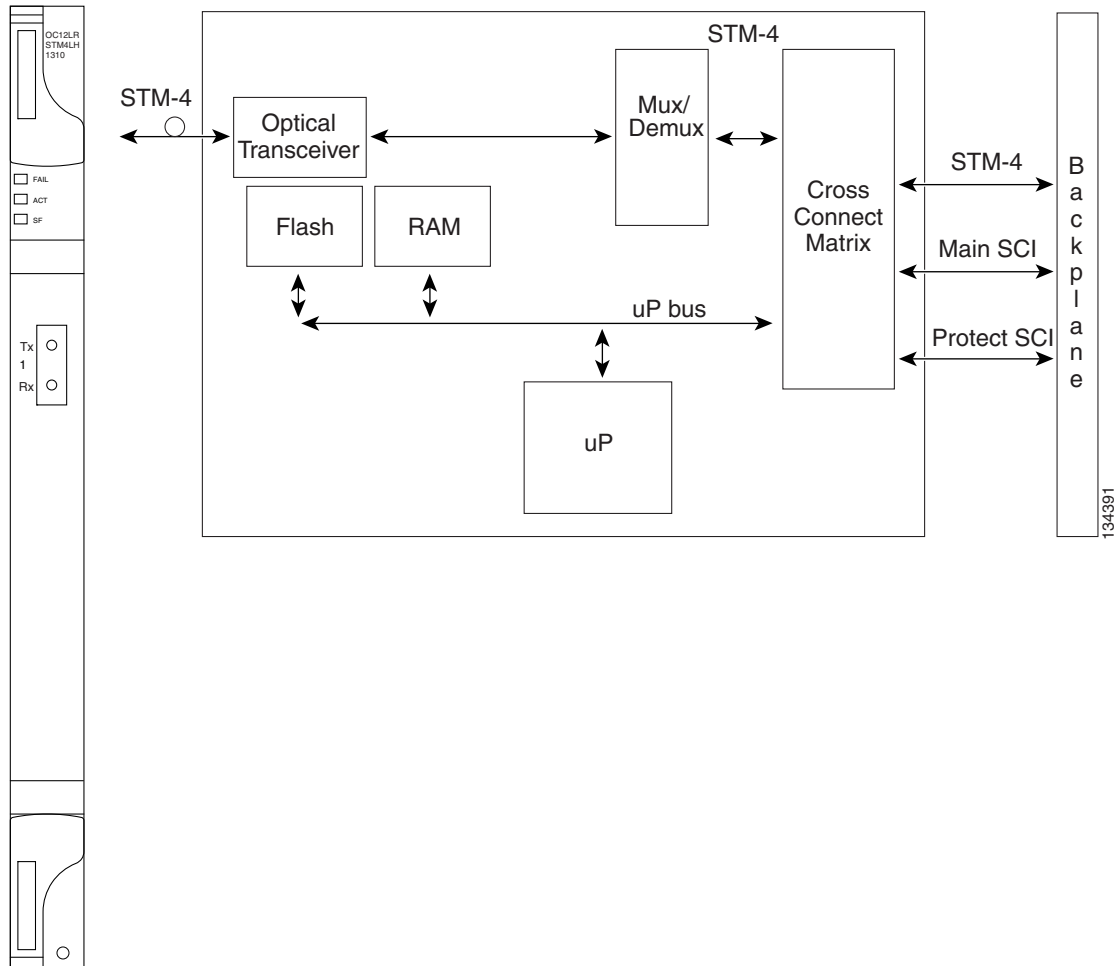 OC12LR
STM4LH
1310
FAIL
ACT
SF
Tx
1
Rx
STM-4
Optical
Transceiver
Flash
RAM
uP bus
uP
STM-4
Mux/
Demux
Cross
Connect
Matrix
STM-4
Main SCI
Protect SCI
Backplane
134391